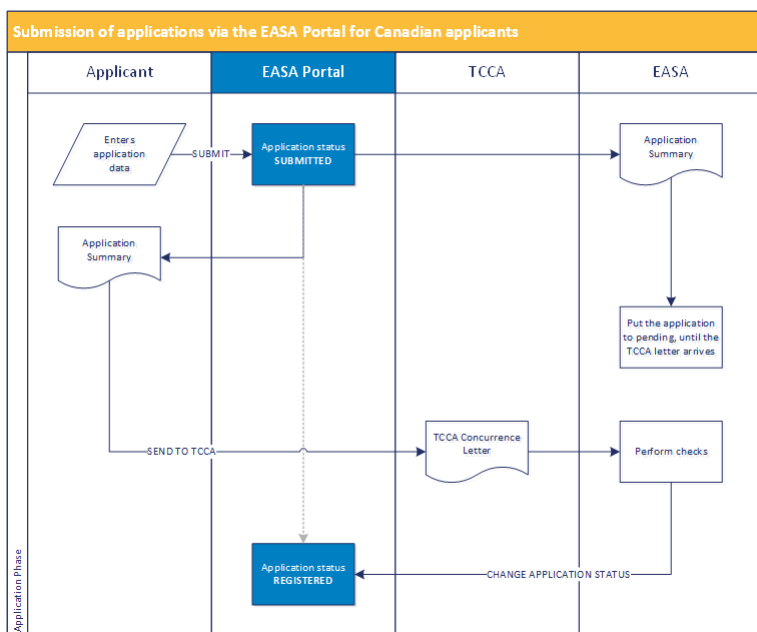 Submission of applications via the EASA Portal for Canadian applicants
Applicant
EASA Portal
TCCA
EASA
Enters
application
data
SUBMIT
Application status
SUBMITTED
Application
Summary
Application
Summary
Put the application
to pending, until the
TCCA letter arrives
SEND TO TCCA
TCCA Concurrence
Letter
Perform checks
Application status
REGISTERED
CHANGE APPLICATION STATUS
Application Phase